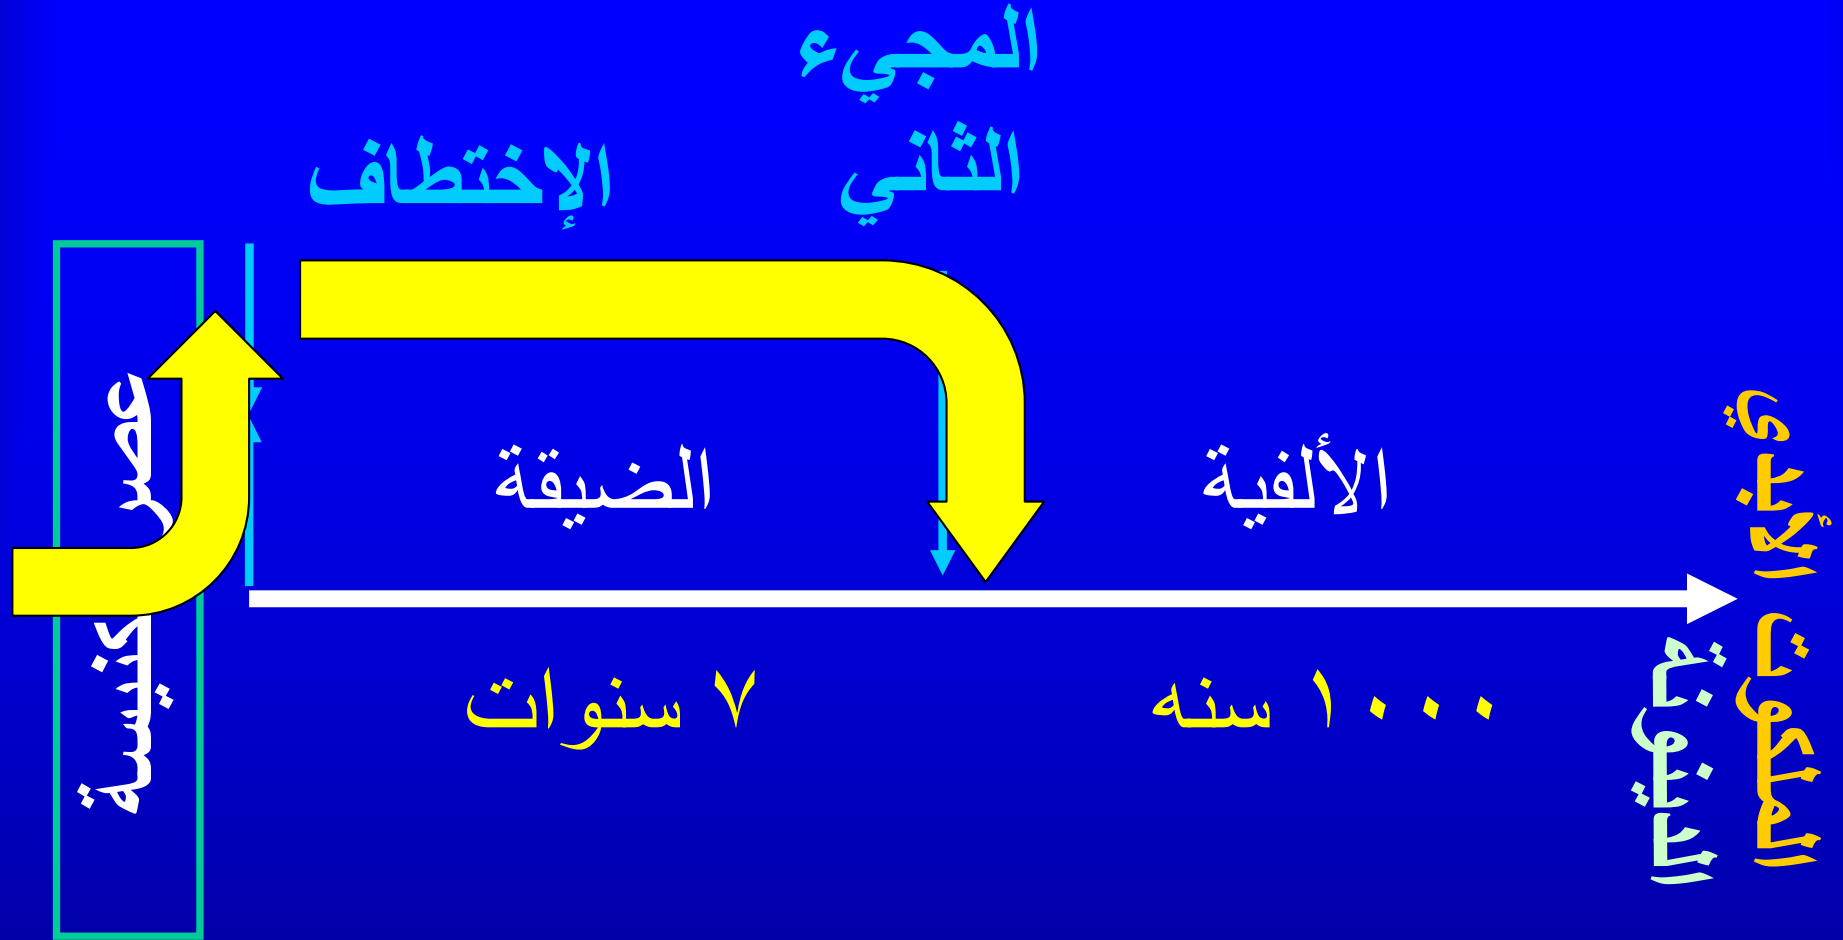 المجيء
الثاني
الإختطاف
عصر كنيسة
الضيقة
الألفية
٧ سنوات
١٠٠٠ سنه
الدينونة
الملكوت الأبدي